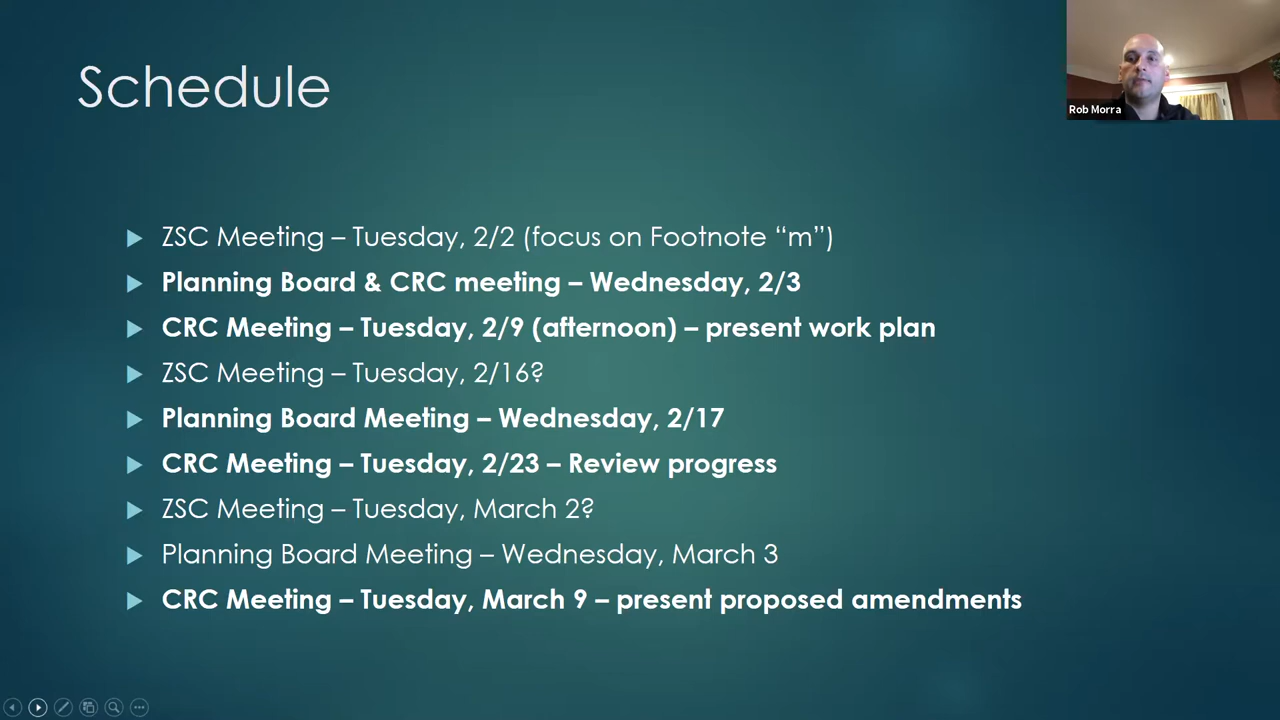 Schedule
Rob Morra
ZSC Meeting – Tuesday, 2/2 (focus on Footnote “m”)
Planning Board & CRC meeting – Wednesday, 2/3
CRC Meeting – Tuesday, 2/9 (afternoon) – present work plan
ZSC Meeting – Tuesday, 2/16?
Planning Board Meeting – Wednesday, 2/17
CRC Meeting – Tuesday, 2/23 – Review progress
ZSC Meeting – Tuesday, March 2?
Planning Board Meeting – Wednesday, March 3
CRC Meeting – Tuesday, March 9 – present proposed amendments